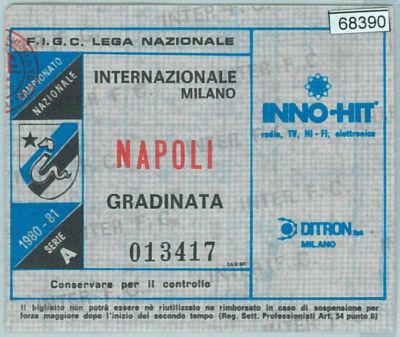 68390
F.I.G.C. LEGA NAZIONALE
CAMPIONATO
NAZIONALE
INTERNAZIONALE
MILANO
NAPOLI
GRADINATA
1980-81
SERIE
A
013417
Conservare per il controllo
INNO-HIT
radio, TV, Hi-Fi, elettronica
DITRON SpA
MILANO
Il biglietto non potrà essere nè riutilizzato ne rimborsato in caso di sospensione per
forza maggiore dopo l'inizio del secondo tempo (Reg. Sett. Professionisti Art. 54 punto 6)
INTER F. C.